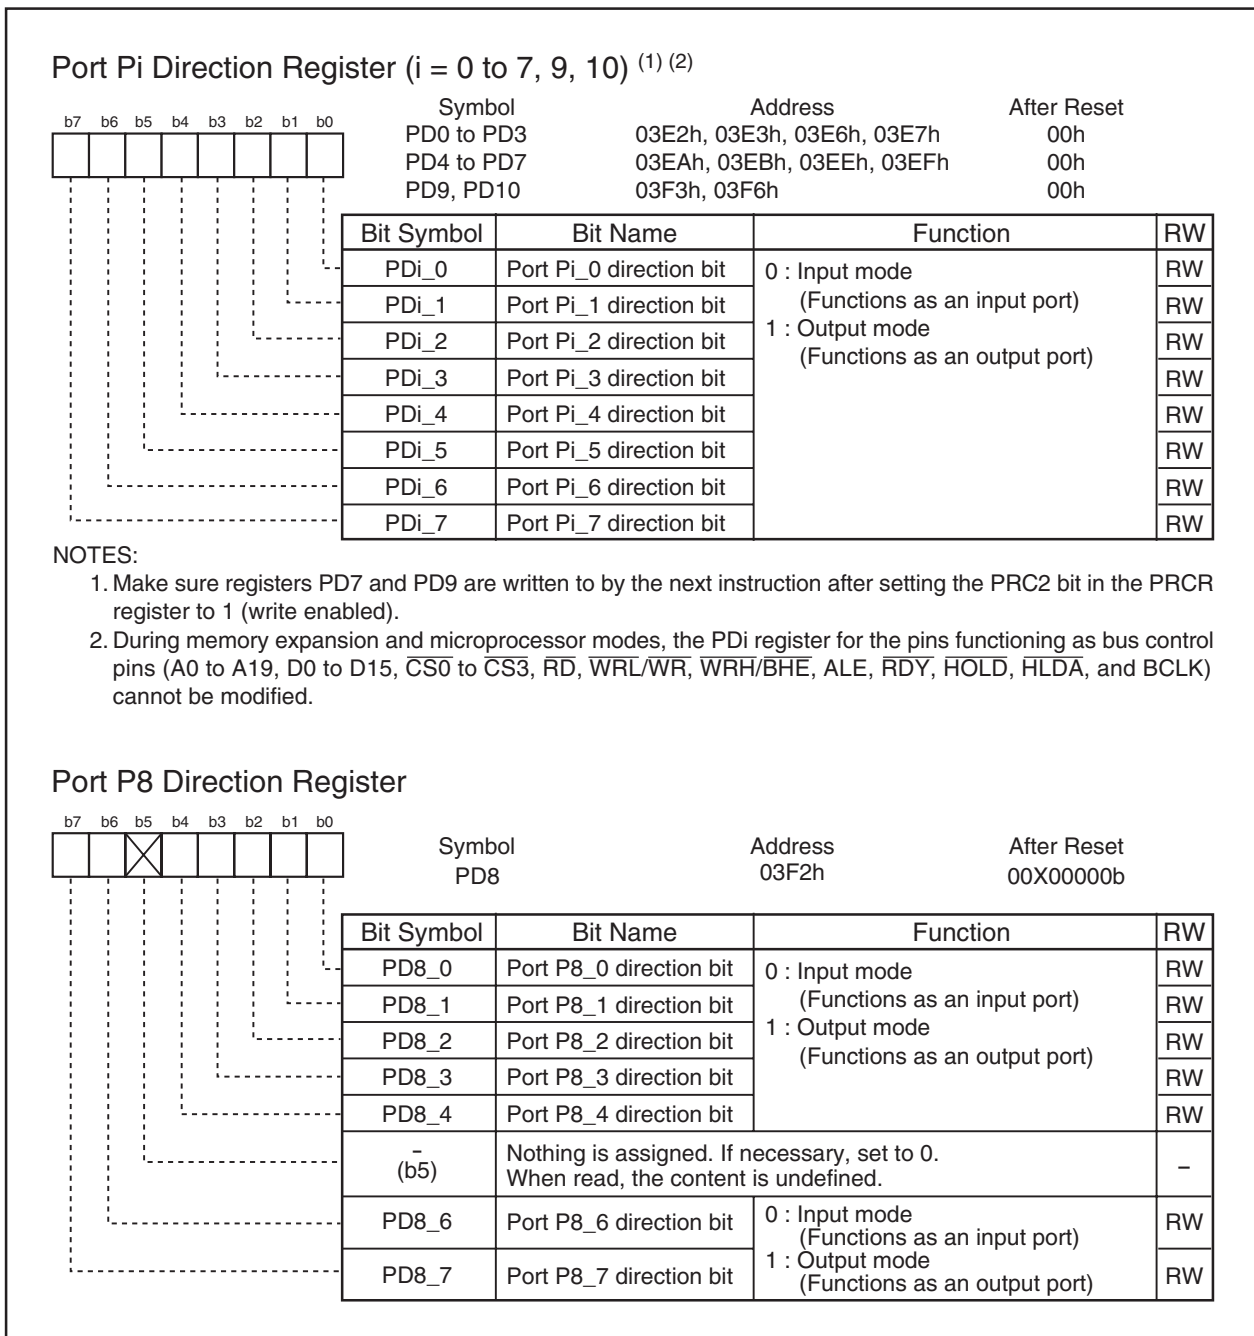 Port Pi Direction Register (i = 0 to 7, 9, 10) (1) (2)
b7 b6 b5 b4 b3 b2 b1 b0
Symbol Address After Reset
PD0 to PD3 03E2h, 03E3h, 03E6h, 03E7h 00h
PD4 to PD7 03EAh, 03EBh, 03EEh, 03EFh 00h
PD9, PD10 03F3h, 03F6h 00h
Bit Symbol Bit Name Function RW
PDi_0 Port Pi_0 direction bit 0 : Input mode RW
PDi_1 Port Pi_1 direction bit (Functions as an input port) RW
PDi_2 Port Pi_2 direction bit 1 : Output mode RW
(Functions as an output port)
PDi_3 Port Pi_3 direction bit RW
PDi_4 Port Pi_4 direction bit RW
PDi_5 Port Pi_5 direction bit RW
PDi_6 Port Pi_6 direction bit RW
PDi_7 Port Pi_7 direction bit RW
NOTES:
1. Make sure registers PD7 and PD9 are written to by the next instruction after setting the PRC2 bit in the PRCR
register to 1 (write enabled).
2. During memory expansion and microprocessor modes, the PDi register for the pins functioning as bus control
pins (A0 to A19, D0 to D15, C̅S̅0̅ to C̅S̅3̅, R̅D̅, W̅R̅L̅/W̅R̅, W̅R̅H̅/B̅H̅E̅, ALE, R̅D̅Y̅, H̅O̅L̅D̅, H̅L̅D̅A̅, and BCLK)
cannot be modified.
Port P8 Direction Register
b7 b6 b5 b4 b3 b2 b1 b0
Symbol Address After Reset
PD8 03F2h 00X00000b
Bit Symbol Bit Name Function RW
PD8_0 Port P8_0 direction bit 0 : Input mode RW
PD8_1 Port P8_1 direction bit (Functions as an input port) RW
PD8_2 Port P8_2 direction bit 1 : Output mode RW
(Functions as an output port)
PD8_3 Port P8_3 direction bit RW
PD8_4 Port P8_4 direction bit RW
– Nothing is assigned. If necessary, set to 0. –
(b5) When read, the content is undefined.
PD8_6 Port P8_6 direction bit 0 : Input mode RW
(Functions as an input port)
1 : Output mode
PD8_7 Port P8_7 direction bit (Functions as an output port) RW